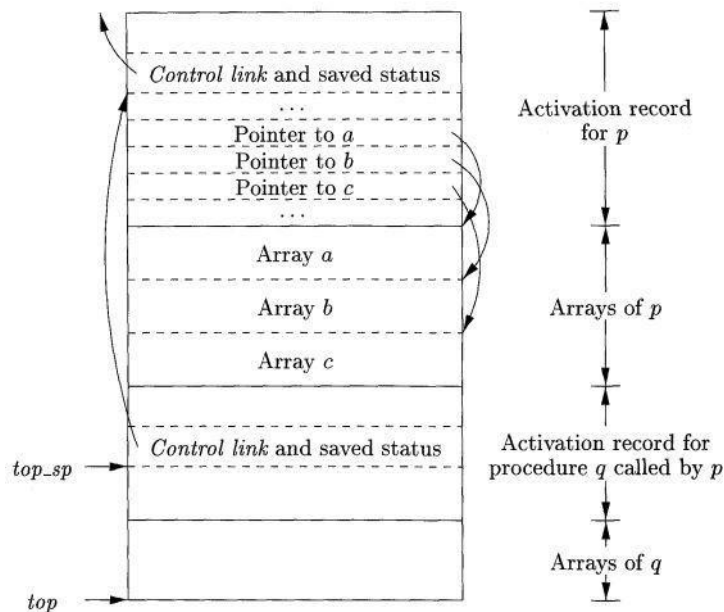 Control link and saved status
...
Pointer to a
Pointer to b
Pointer to c
...
Array a
Array b
Array c
Control link and saved status
top_sp
top
Activation record
for p
Arrays of p
Activation record for
procedure q called by p
Arrays of q